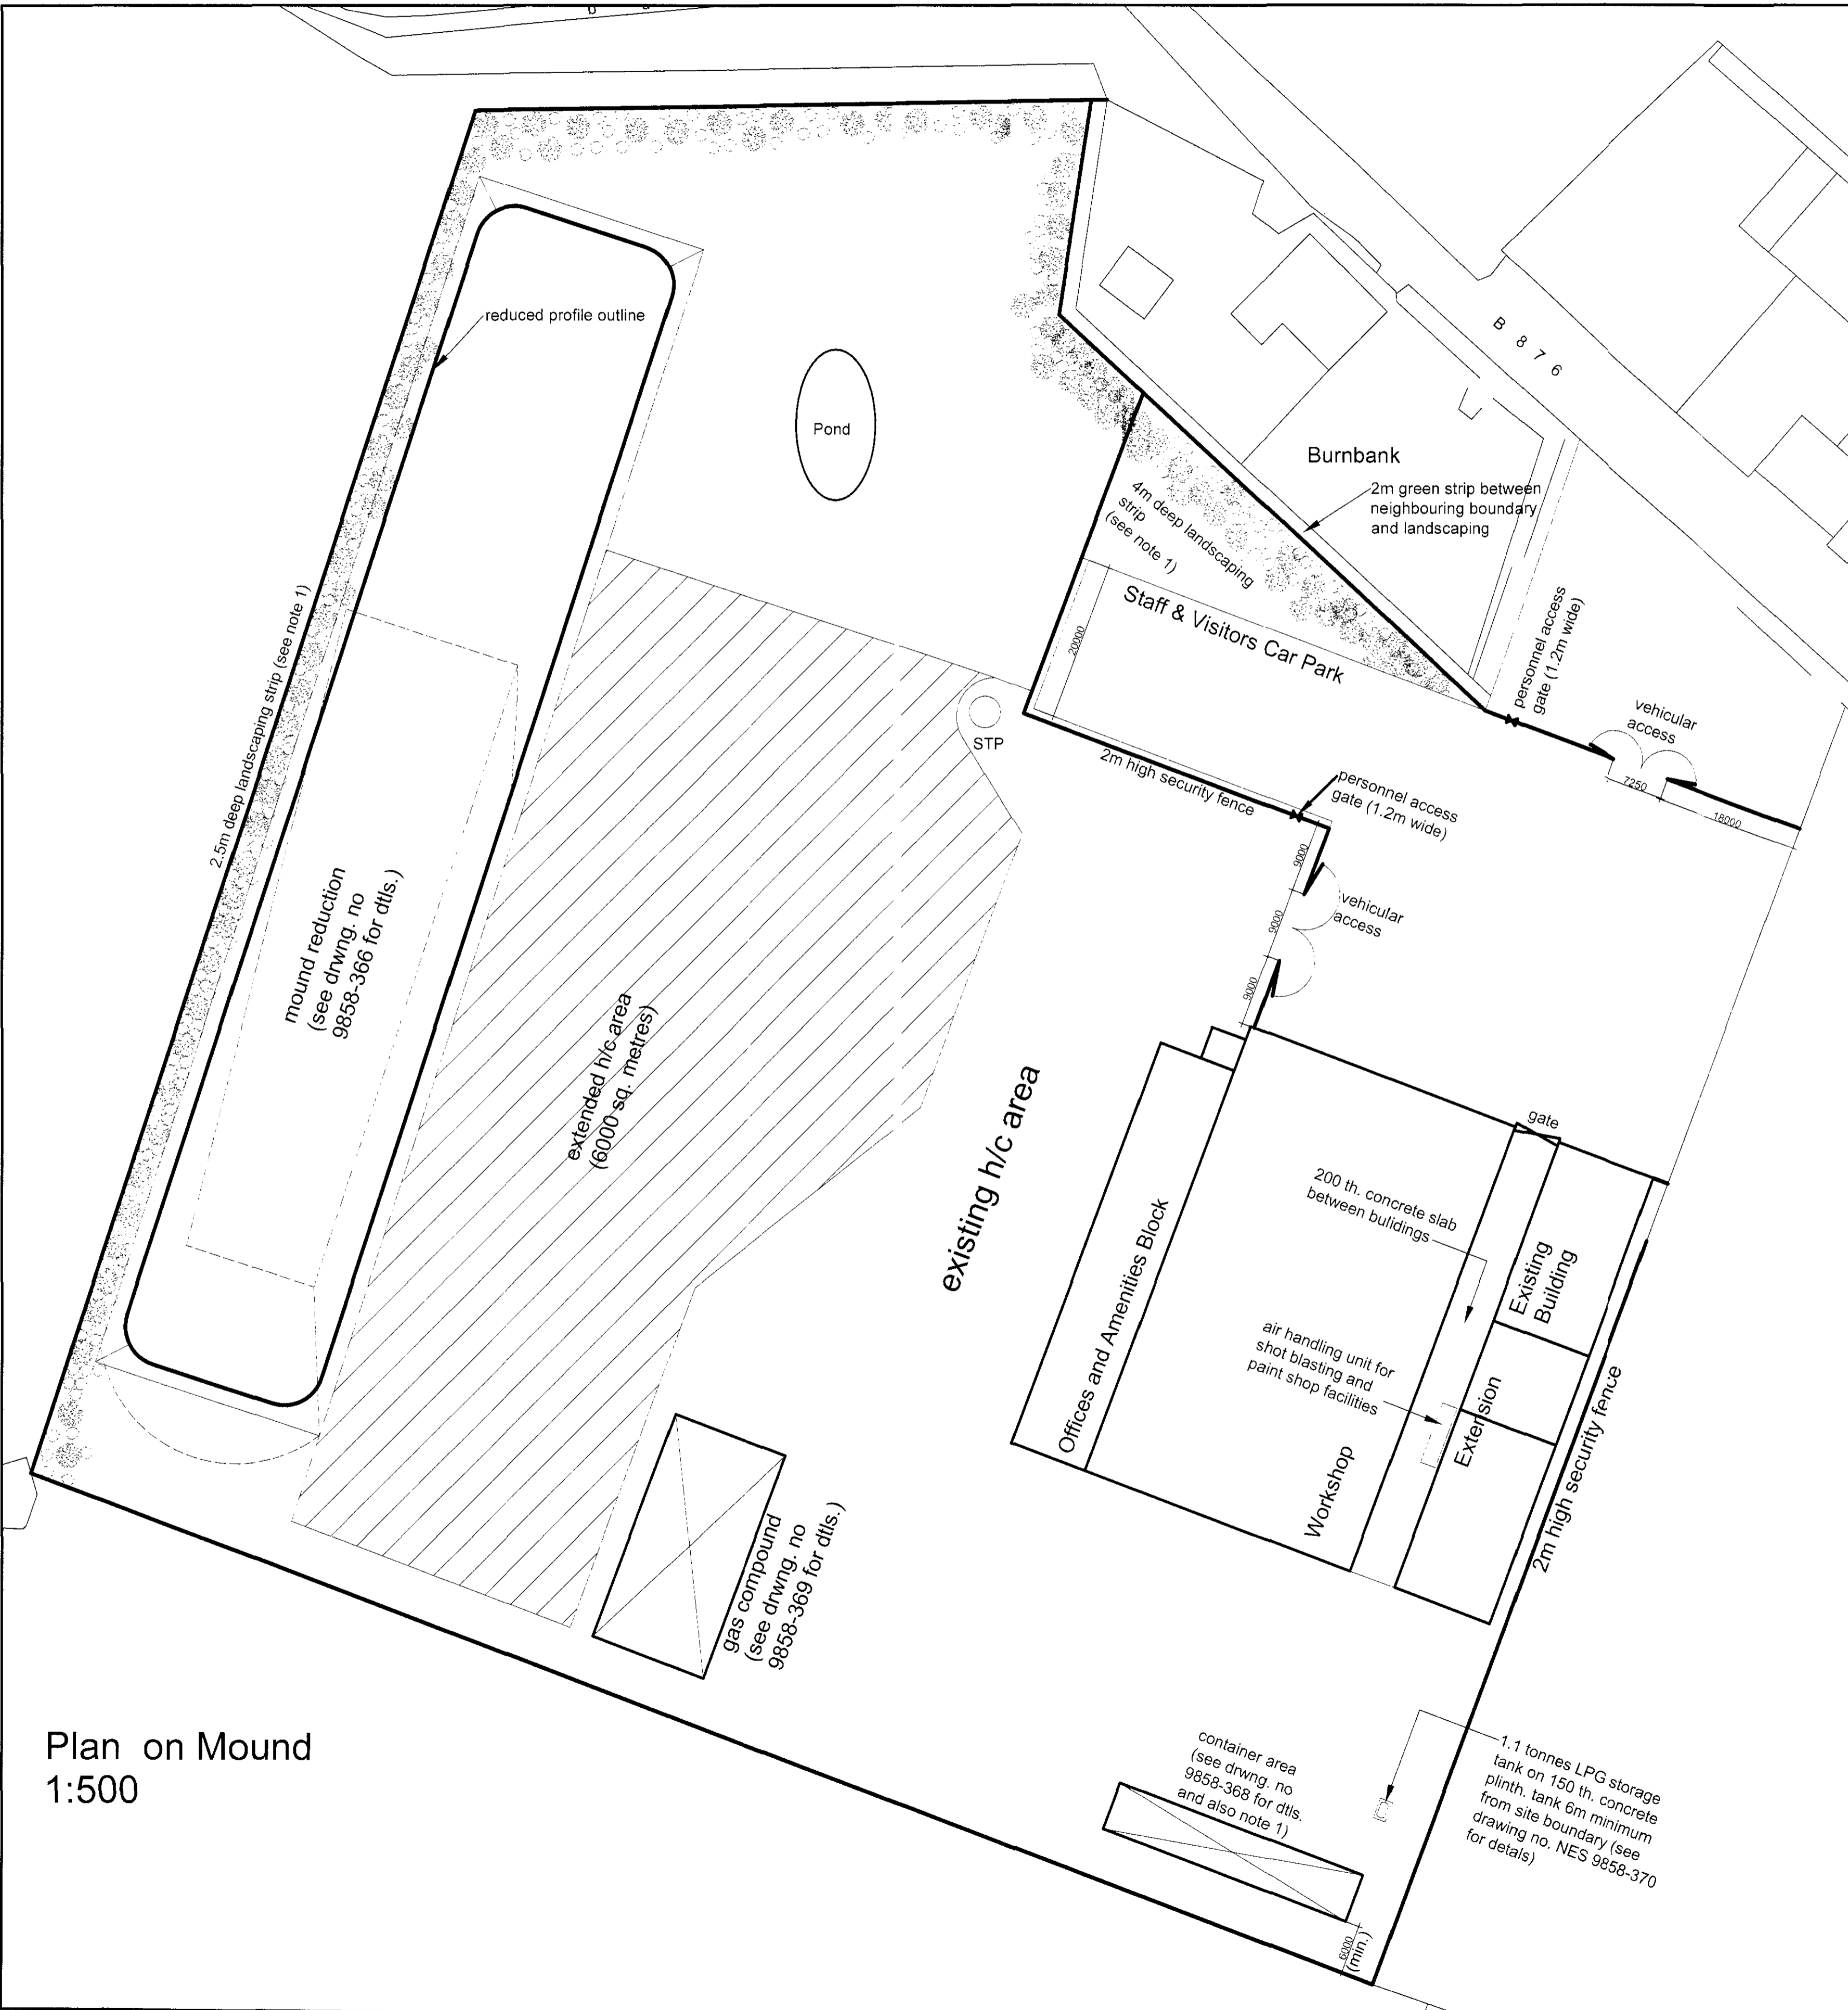 reduced profile outline
Pond
B 8 7 6
Burnbank
2m green strip between
neighbouring boundary
and landscaping
4m deep landscaping
strip
(see note 1)
Staff & Visitors Car Park
20000
personnel access
gate (1.2m wide)
vehicular
access
7250
18000
2.5m deep landscaping strip (see note 1)
STP
2m high security fence
personnel access
gate (1.2m wide)
9000
vehicular
access
9000
9000
mound reduction
(see drwng. no
9858-366 for dtls.)
extended h/c area
(6000 sq. metres)
existing h/c area
gate
200 th. concrete slab
between bulidings
Existing
Building
Offices and Amenities Block
air handling unit for
shot blasting and
paint shop facilities
Extension
Workshop
2m high security fence
gas compound
(see drwng. no
9858-369 for dtls.)
Plan on Mound
1:500
container area
(see drwng. no
9858-368 for dtls.
and also note 1)
1.1 tonnes LPG storage
tank on 150 th. concrete
plinth. tank 6m minimum
from site boundary (see
drawing no. NES 9858-370
for detals)
6000
(min.)